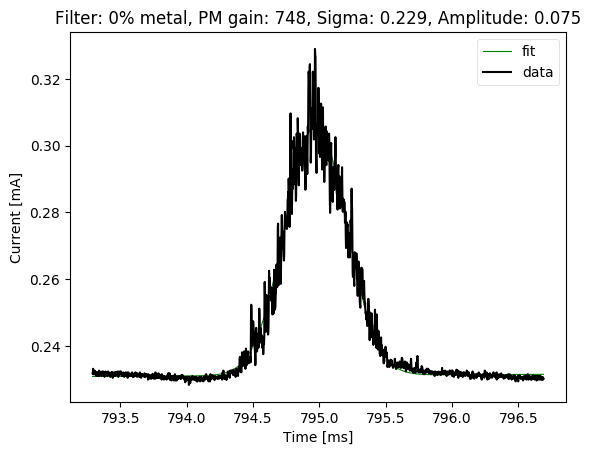 Filter: 0% metal, PM gain: 748, Sigma: 0.229, Amplitude: 0.075
fit
data
0.32
0.30
0.28
0.26
0.24
Current [mA]
793.5 794.0 794.5 795.0 795.5 796.0 796.5
Time [ms]